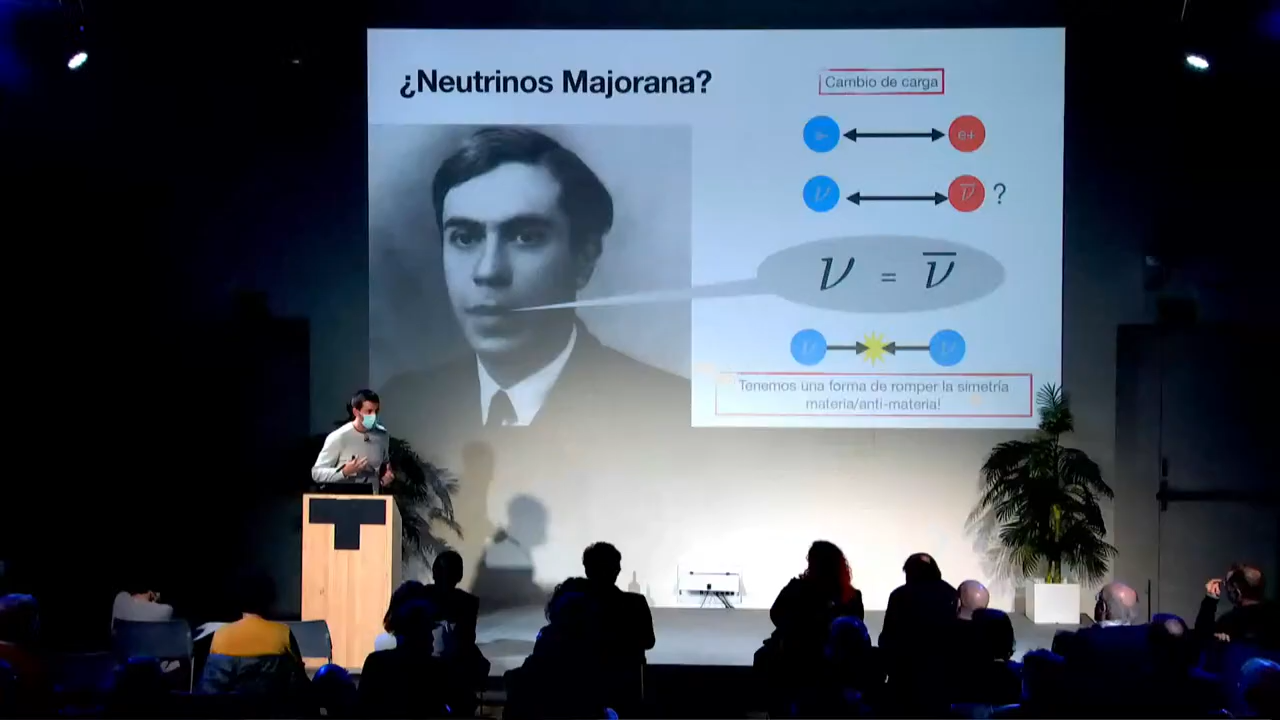 ¿Neutrinos Majorana?
Cambio de carga
e- e+
ν ν̅ ?
ν = ν̅
ν ν
Tenemos una forma de romper la simetría
materia/anti-materia!
T